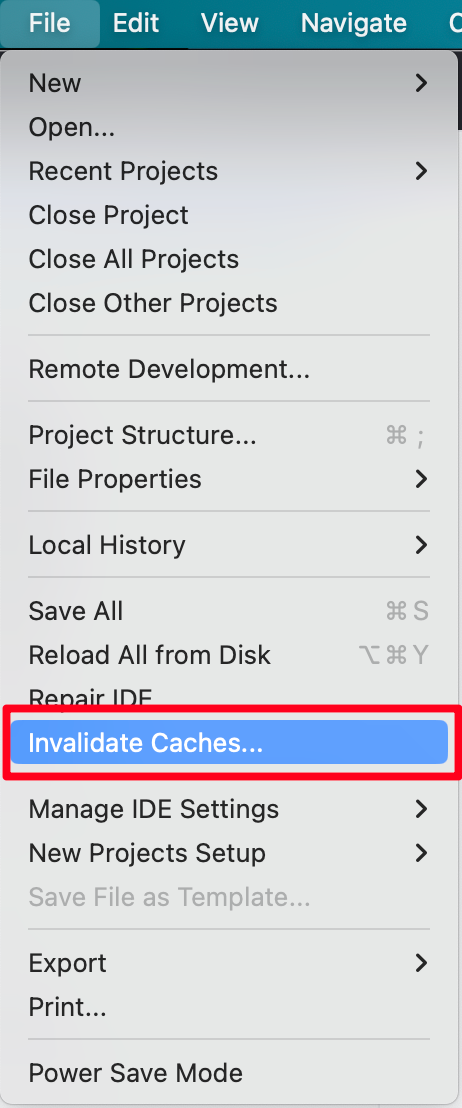 File Edit View Navigate
New
Open...
Recent Projects
Close Project
Close All Projects
Close Other Projects
Remote Development...
Project Structure... ⌘ ;
File Properties
Local History
Save All ⌘ S
Reload All from Disk ⌥ ⌘ Y
Repair IDE
Invalidate Caches...
Manage IDE Settings
New Projects Setup
Save File as Template...
Export
Print...
Power Save Mode